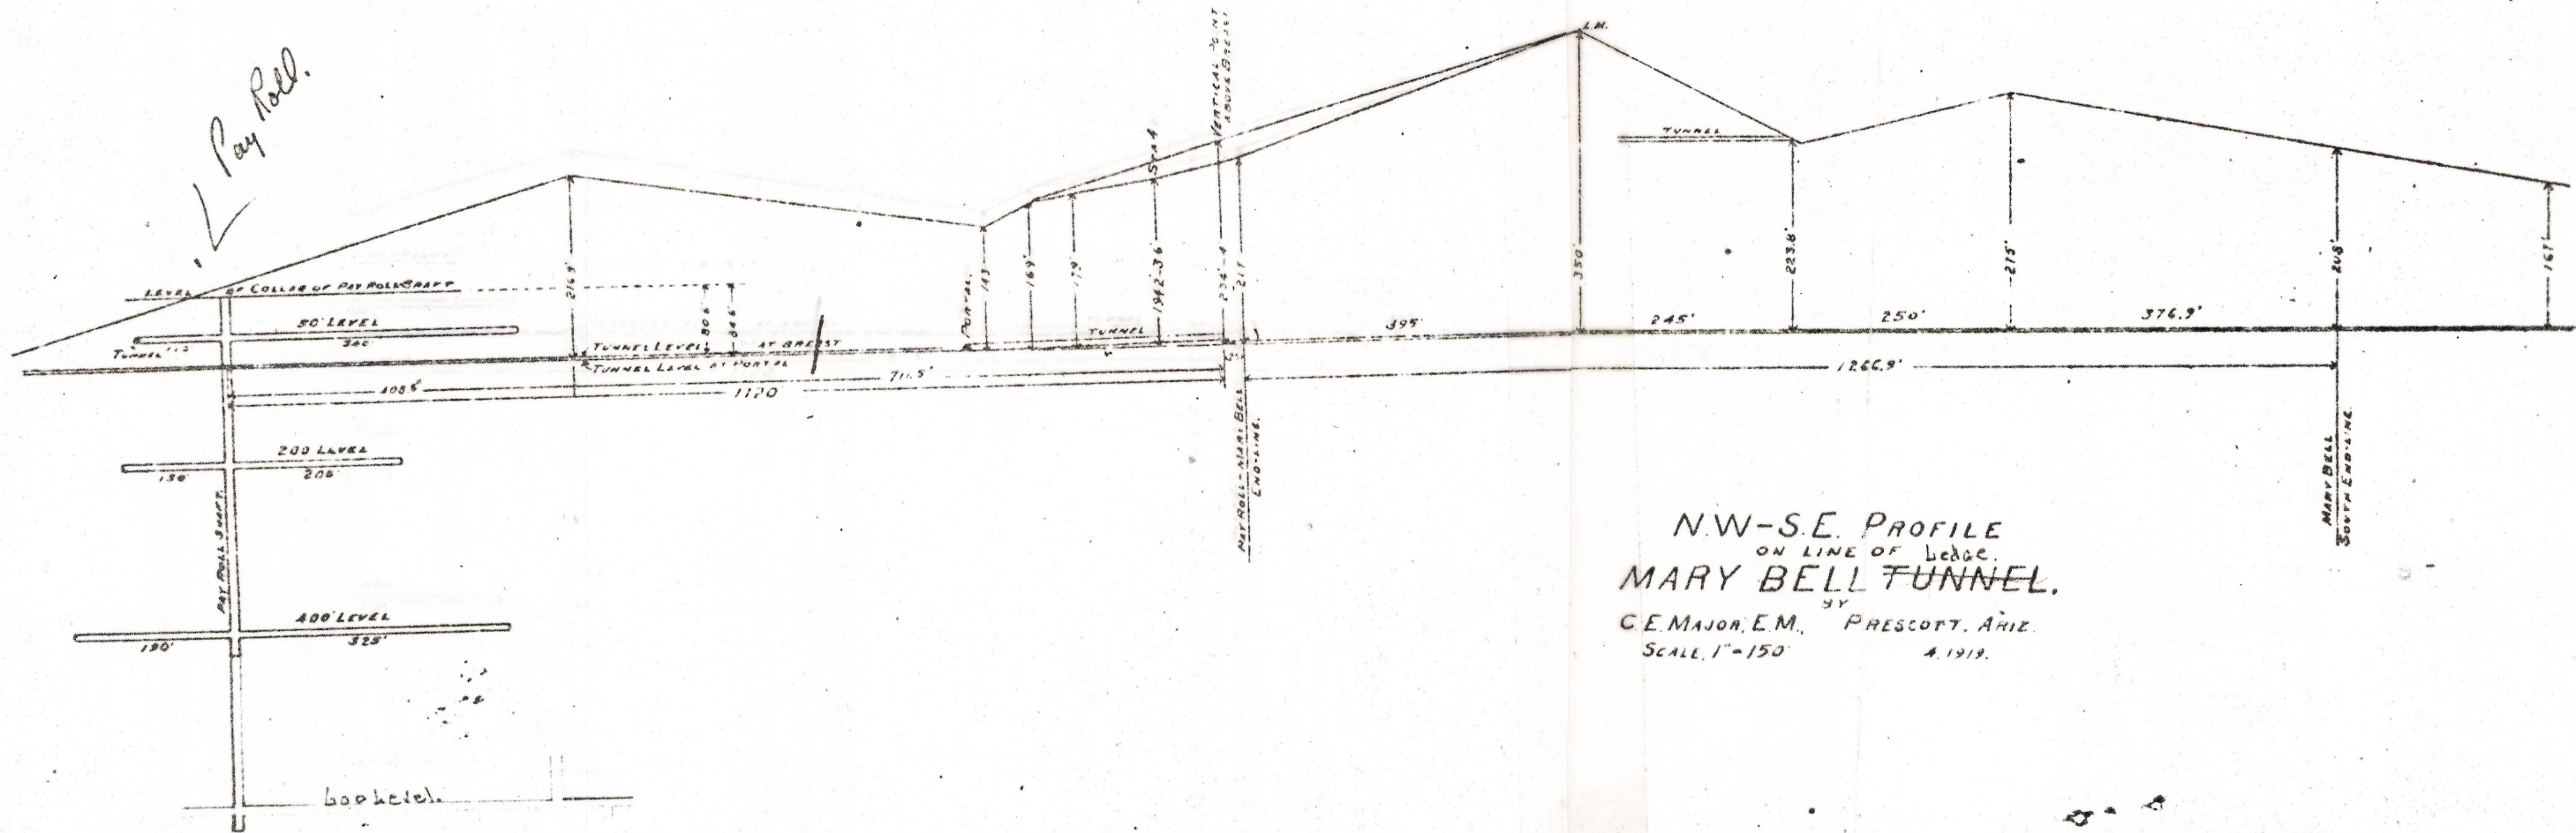 Pay Roll.
L.M.
VERTICAL POINT
ABOVE BREAST
STA 4
TUNNEL
LEVEL OF COLLAR OF PAY ROLL SHAFT
50' LEVEL
340'
TUNNEL
216.9'
80.6'
84.6'
TUNNEL LEVEL AT BREAST
TUNNEL LEVEL AT PORTAL
PORTAL
143'
169'
179'
194.2-36'
217'
TUNNEL
395'
350'
245'
223.8'
250'
215'
376.9'
208'
167'
408.5'
711.5'
1120
1266.9'
PAY ROLL-MARY BELL
END-LINE.
MARY BELL
SOUTH END-LINE.
200 LEVEL
130'
206'
PAY ROLL SHAFT.
400' LEVEL
190'
325'
600 Level.
N.W-S.E. PROFILE
ON LINE OF Ledge.
MARY BELL TUNNEL.
BY
C.E. MAJOR, E.M., PRESCOTT. ARIZ.
SCALE, 1"=150' 4.1919.